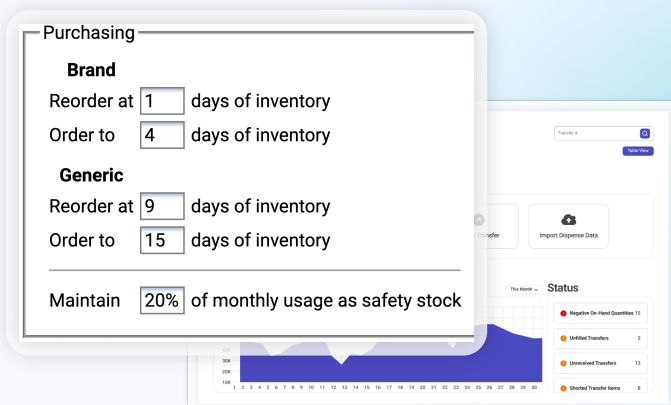 Purchasing
Brand
Reorder at 1 days of inventory
Order to 4 days of inventory
Generic
Reorder at 9 days of inventory
Order to 15 days of inventory
Maintain 20% of monthly usage as safety stock
Transfer #
Table View
Import Dispense Data
This Month
Status
Negative On-Hand Quantities 15
Unfilled Transfers 5
Unreceived Transfers 13
Shorted Transfer Items 8
30K
20K
10K
1 2 3 4 5 6 7 8 9 10 11 12 13 14 15 16 17 18 19 20 21 22 23 24 25 26 27 28 29 30